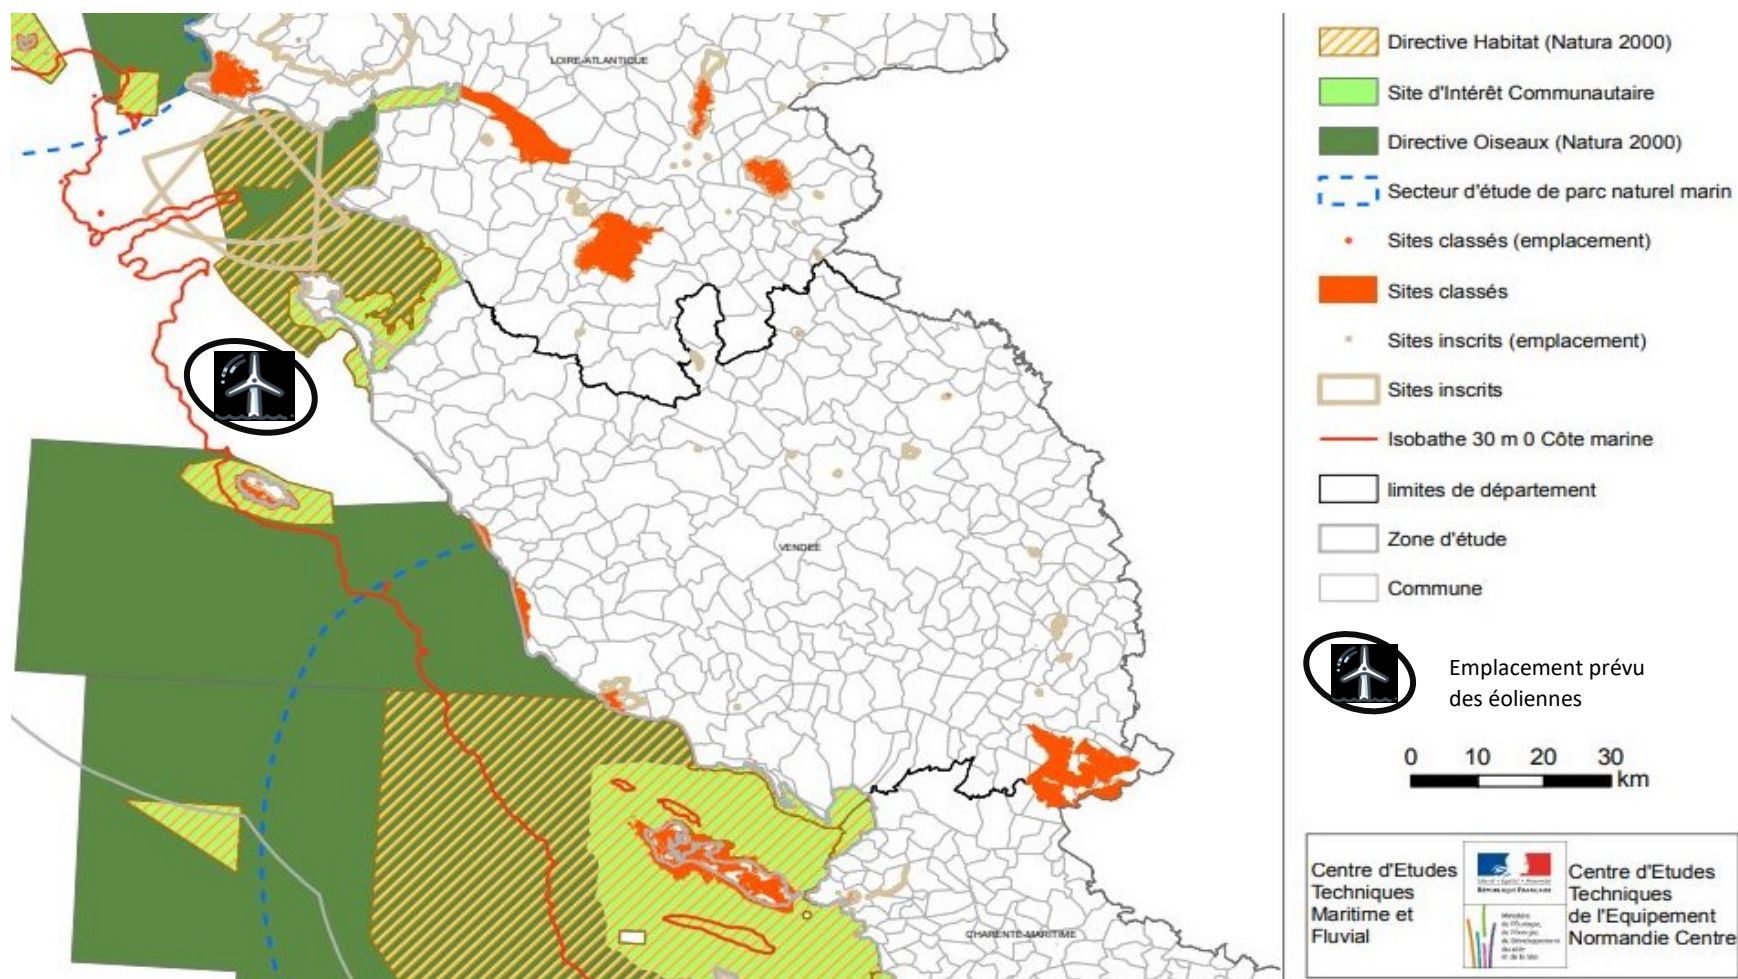 LOIRE-ATLANTIQUE
VENDEE
CHARENTE-MARITIME
Directive Habitat (Natura 2000)
Site d'Intérêt Communautaire
Directive Oiseaux (Natura 2000)
Secteur d'étude de parc naturel marin
Sites classés (emplacement)
Sites classés
Sites inscrits (emplacement)
Sites inscrits
Isobathe 30 m 0 Côte marine
limites de département
Zone d'étude
Commune
Emplacement prévu
des éoliennes
0 10 20 30
km
Centre d'Etudes
Techniques
Maritime et
Fluvial
RÉPUBLIQUE FRANÇAISE
Centre d'Etudes
Techniques
de l'Equipement
Normandie Centre